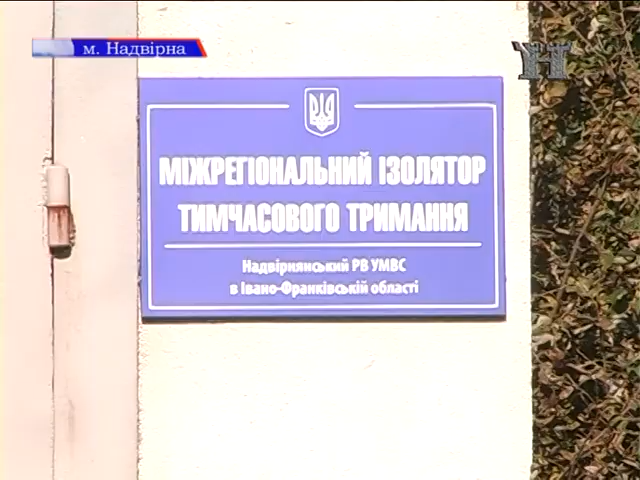 м. Надвірна
МІЖРЕГІОНАЛЬНИЙ ІЗОЛЯТОР
ТИМЧАСОВОГО ТРИМАННЯ
Надвірнянський РВ УМВС
в Івано-Франківській області